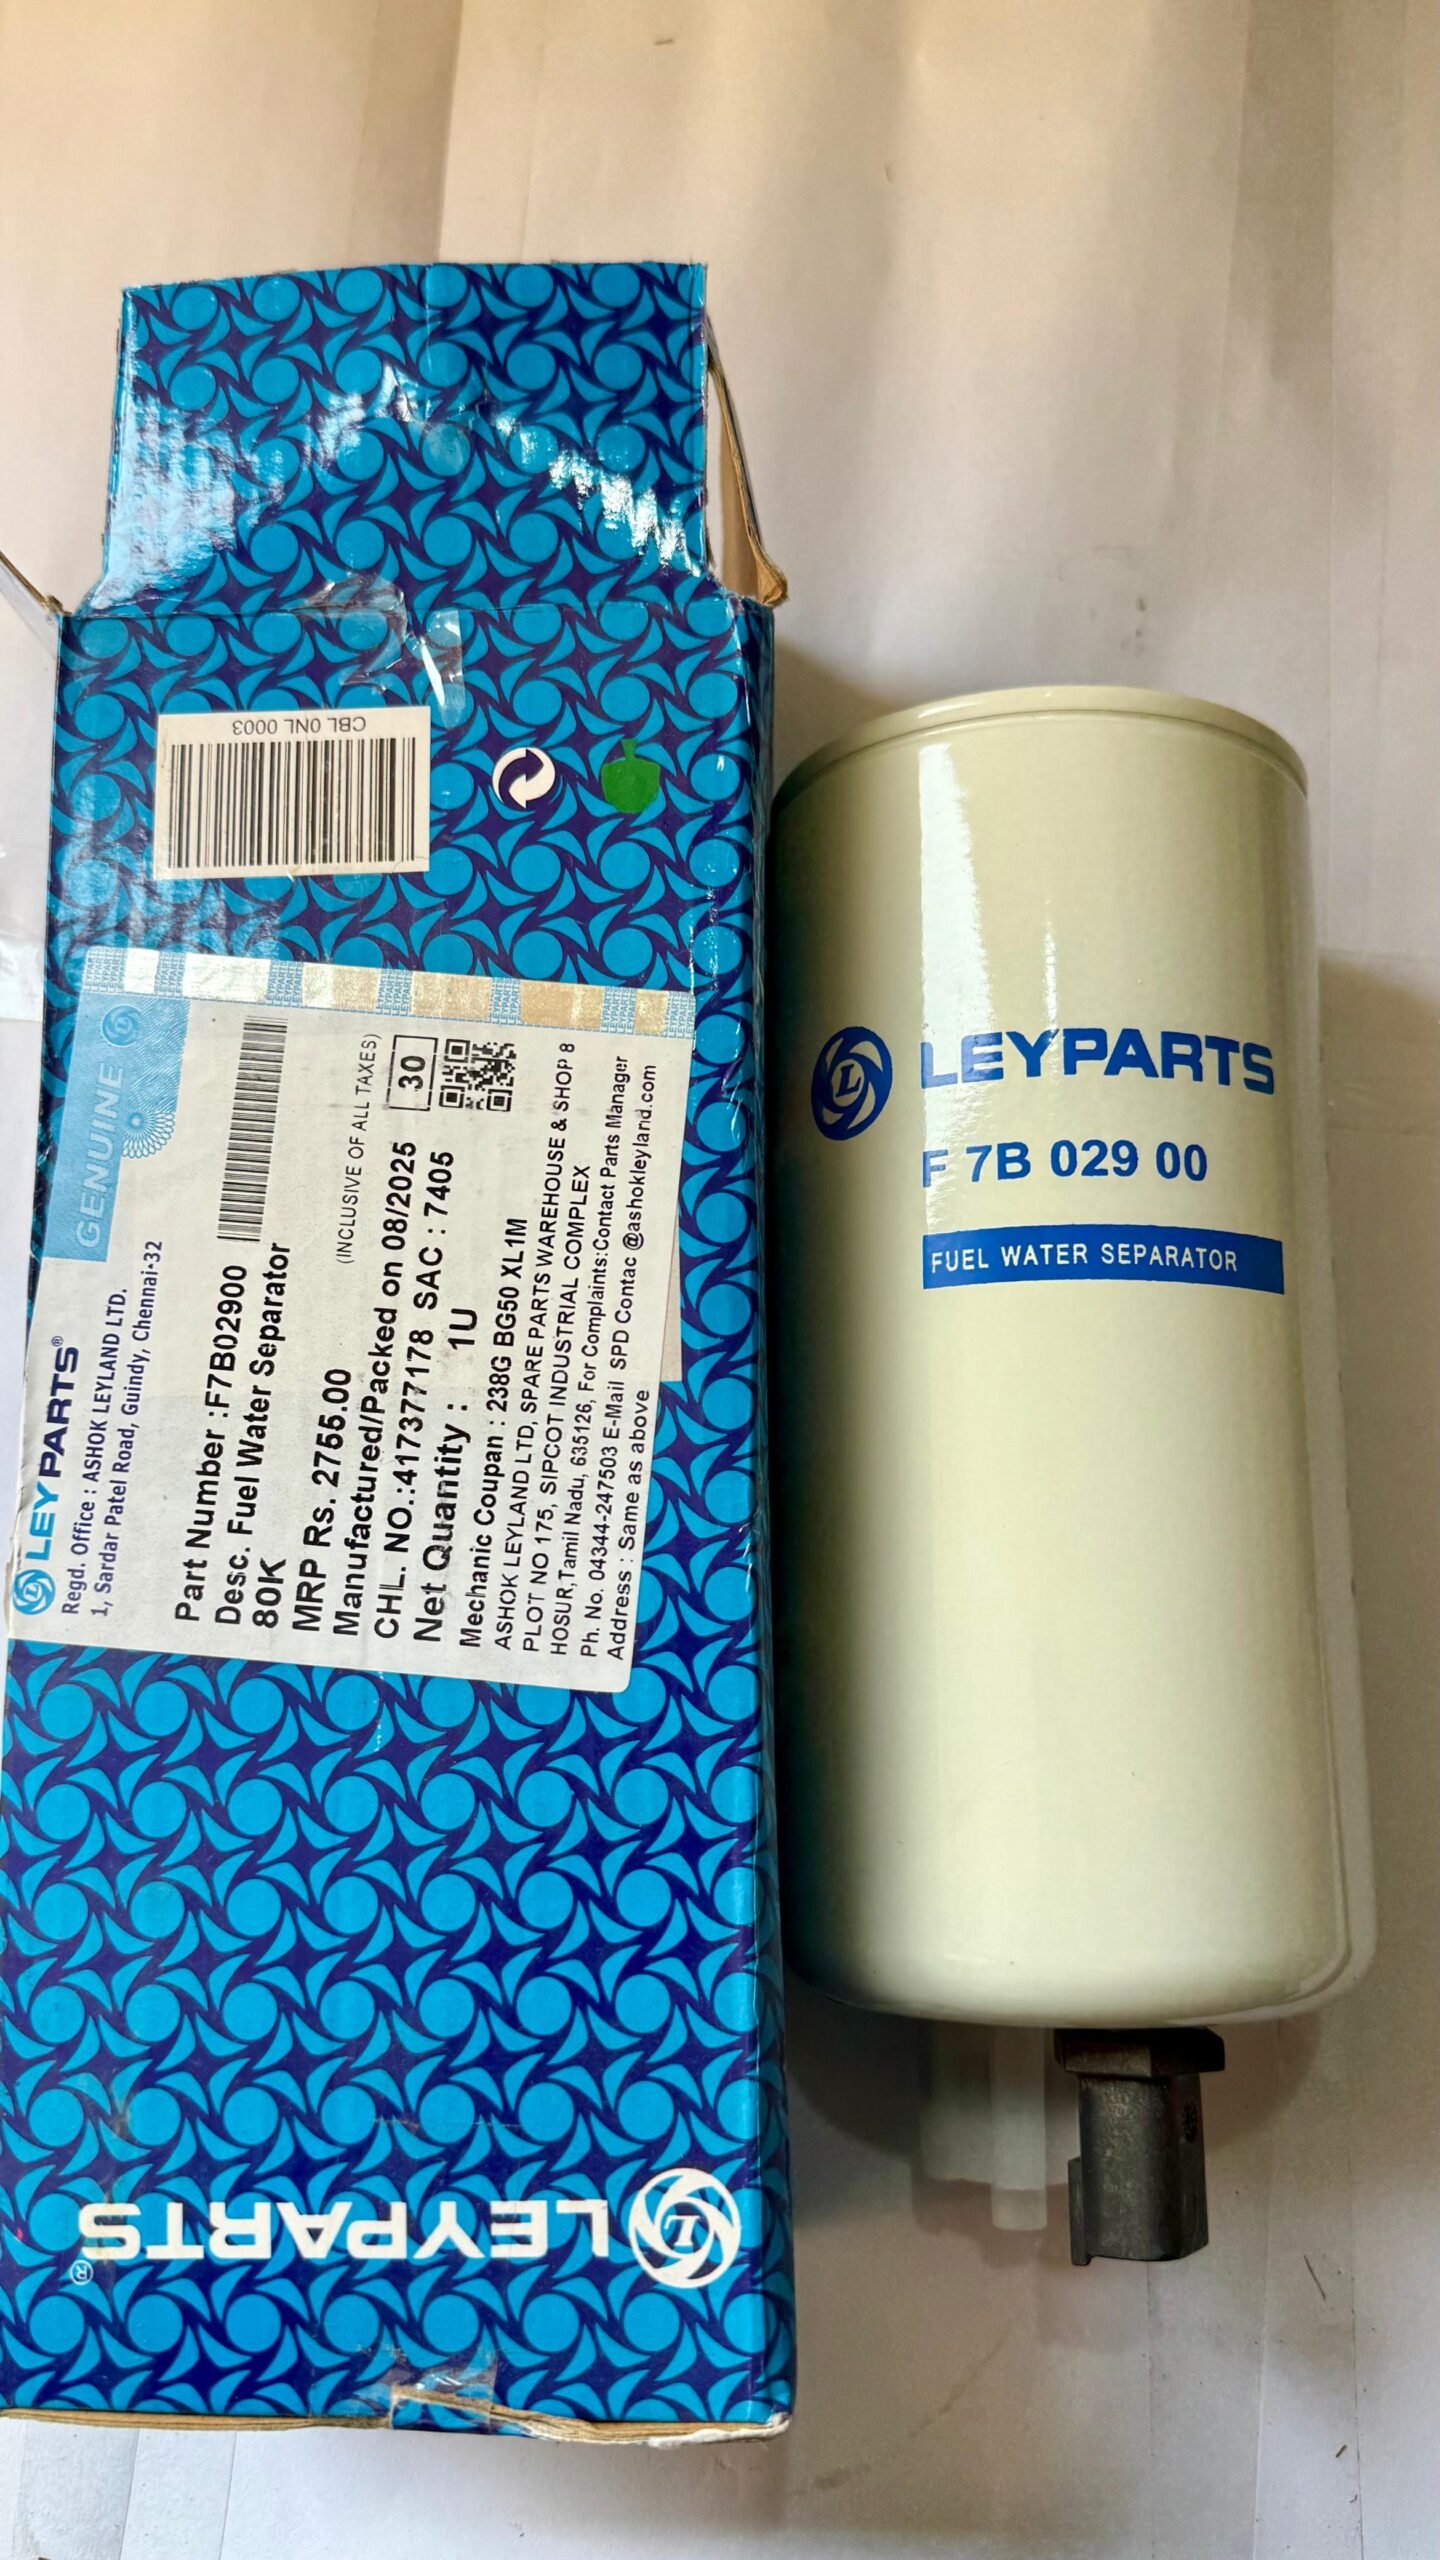 CBL 0NL 0003
LEYPARTS®
GENUINE
Regd. Office : ASHOK LEYLAND LTD.
1, Sardar Patel Road, Guindy, Chennai-32
Part Number :F7B02900
Desc. Fuel Water Separator
80K
MRP Rs. 2755.00
(INCLUSIVE OF ALL TAXES)
Manufactured/Packed on 08/2025
30
CHL. NO.:417377178 SAC : 7405
Net Quantity : 1U
Mechanic Coupan : 238G BG50 XL1M
ASHOK LEYLAND LTD, SPARE PARTS WAREHOUSE & SHOP 8
PLOT NO 175, SIPCOT INDUSTRIAL COMPLEX
HOSUR,Tamil Nadu, 635126, For Complaints:Contact Parts Manager
Ph. No. 04344-247503 E-Mail SPD Contac @ashokleyland.com
Address : Same as above
LEYPARTS®
L LEYPARTS
F 7B 029 00
FUEL WATER SEPARATOR